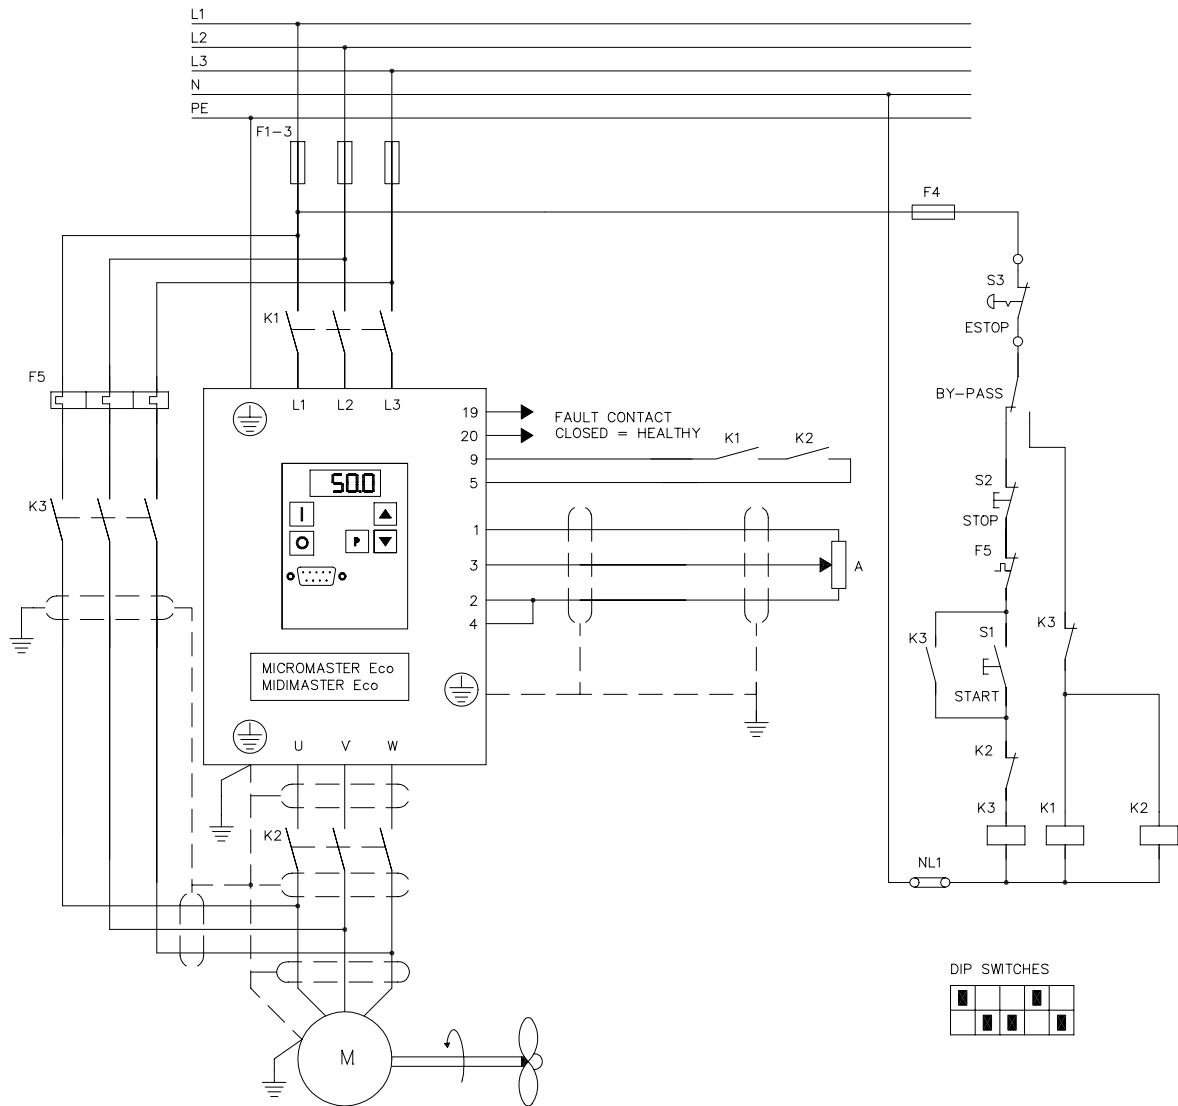 L1
L2
L3
N
PE
F1-3
F4
S3
ESTOP
K1
F5
BY-PASS
L1 L2 L3
19
20
FAULT CONTACT
CLOSED = HEALTHY
K1 K2
9
5
50.0
S2
STOP
K3
I
O
P
1
F5
3
A
2
4
K3
S1
K3
MICROMASTER Eco
MIDIMASTER Eco
START
U V W
K2
K3
K1
K2
K2
NL1
DIP SWITCHES
M